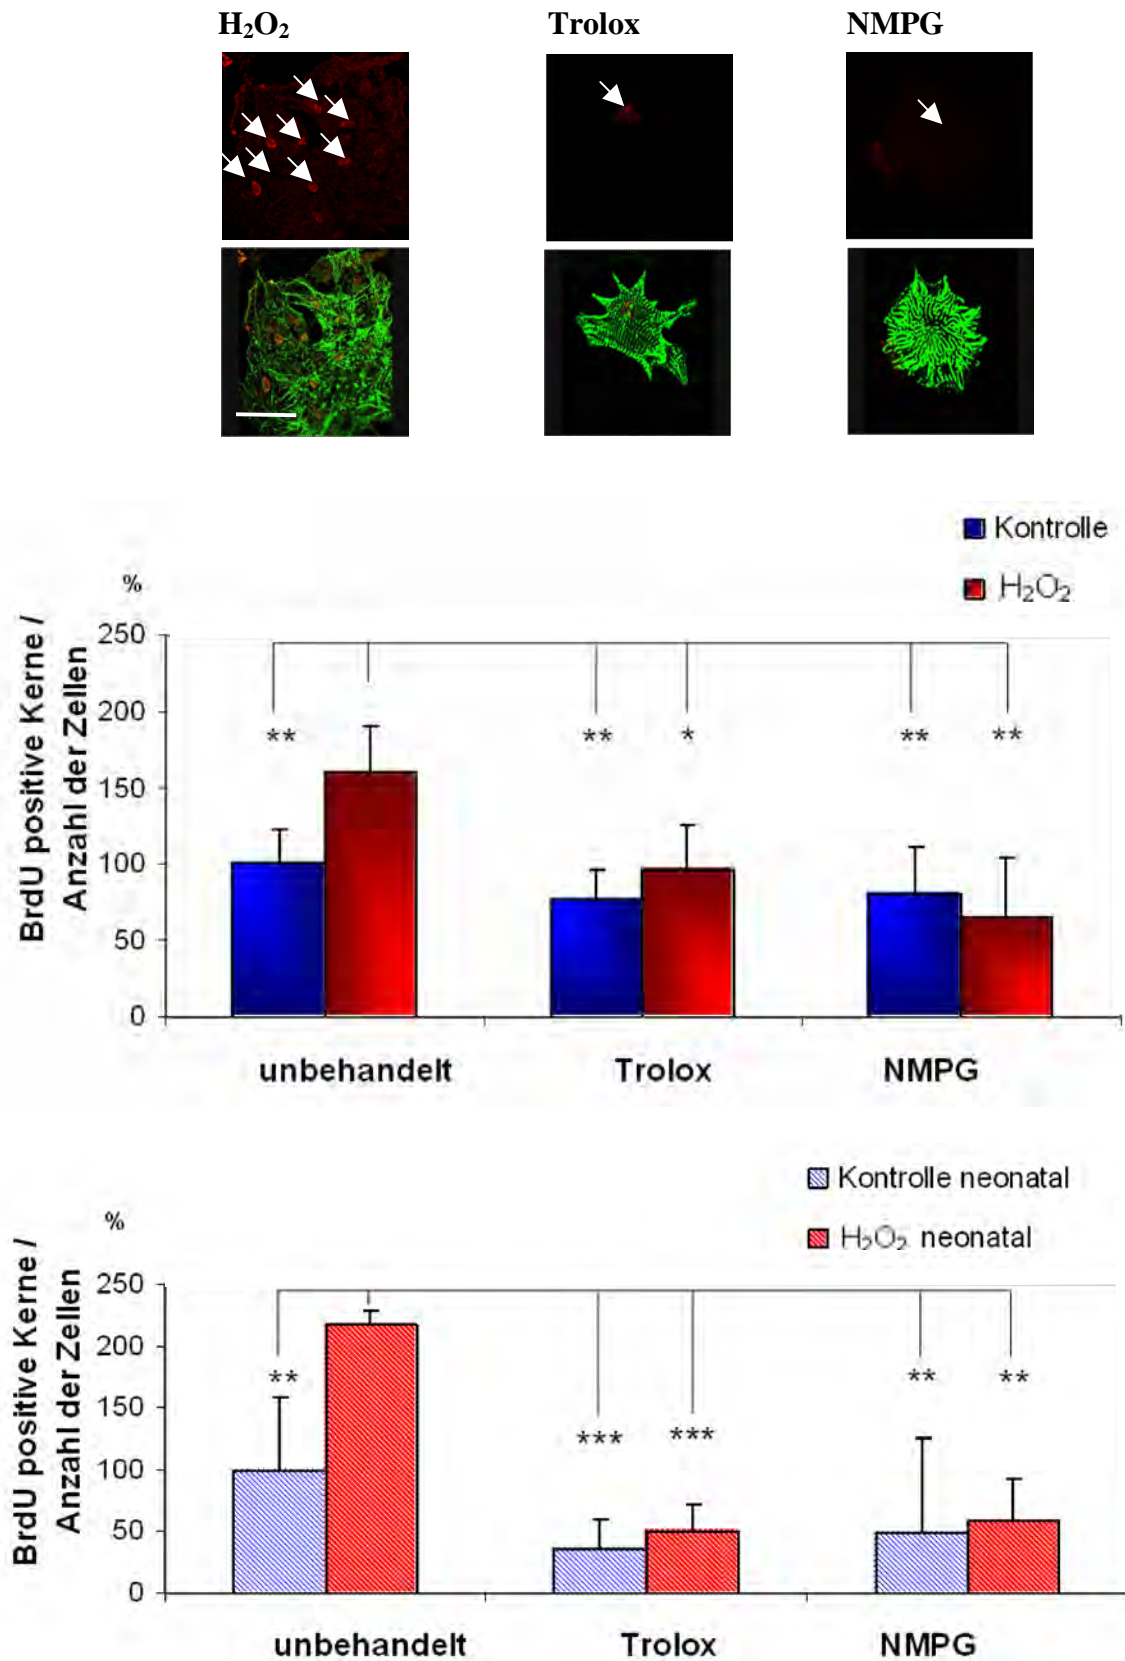 H₂O₂ Trolox NMPG
Kontrolle
H₂O₂
%
BrdU positive Kerne /
Anzahl der Zellen
250
200
150
100
50
0
** ** * ** **
unbehandelt Trolox NMPG
Kontrolle neonatal
H₂O₂ neonatal
%
BrdU positive Kerne /
Anzahl der Zellen
250
200
150
100
50
0
** *** *** ** **
unbehandelt Trolox NMPG